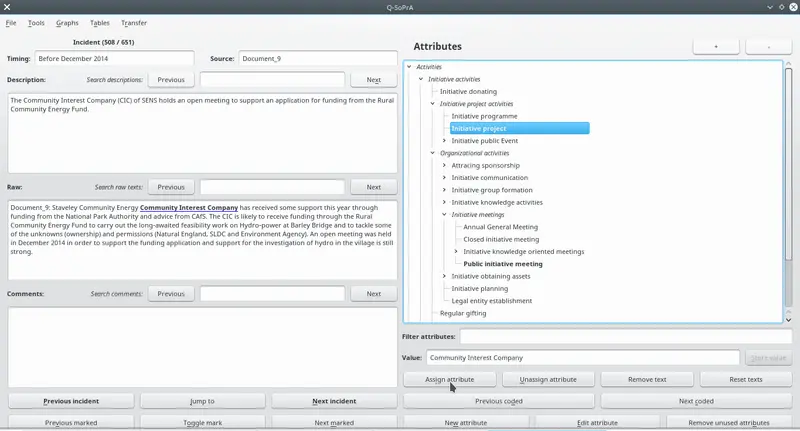 Q-SoPrA
File Tools Graphs Tables Transfer
Incident (508 / 651)
Timing: Before December 2014 Source: Document_9
Description: Search descriptions: Previous Next
The Community Interest Company (CIC) of SENS holds an open meeting to support an application for funding from the Rural
Community Energy Fund.
Raw: Search raw texts: Previous Next
Document_9: Staveley Community Energy Community Interest Company has received some support this year through
funding from the National Park Authority and advice from CAfS. The CIC is likely to receive funding through the Rural
Community Energy Fund to carry out the long-awaited feasibility work on Hydro-power at Barley Bridge and to tackle some
of the unknowns (ownership) and permissions (Natural England, SLDC and Environment Agency). An open meeting was held
in December 2014 in order to support the funding application and support for the investigation of hydro in the village is still
strong.
Comments: Search comments: Previous Next
Previous incident Jump to Next incident
Previous marked Toggle mark Next marked
Attributes + -
Activities
Initiative activities
Initiative donating
Initiative project activities
Initiative programme
Initiative project
Initiative public Event
Organizational activities
Attracing sponsorship
Initiative communication
Initiative group formation
Initiative knowledge activities
Initiative meetings
Annual General Meeting
Closed initiative meeting
Initiative knowledge oriented meetings
Public initiative meeting
Initiative obtaining assets
Initiative planning
Legal entity establishment
Regular gifting
Filter attributes:
Value: Community Interest Company Store value
Assign attribute Unassign attribute Remove text Reset texts
Previous coded Next coded
New attribute Edit attribute Remove unused attributes